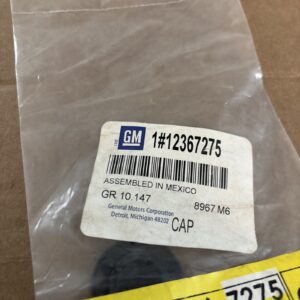 GM 1#12367275
ASSEMBLED IN MEXICO
GR 10.147 8967 M6
General Motors Corporation
Detroit, Michigan 48202 CAP
7275